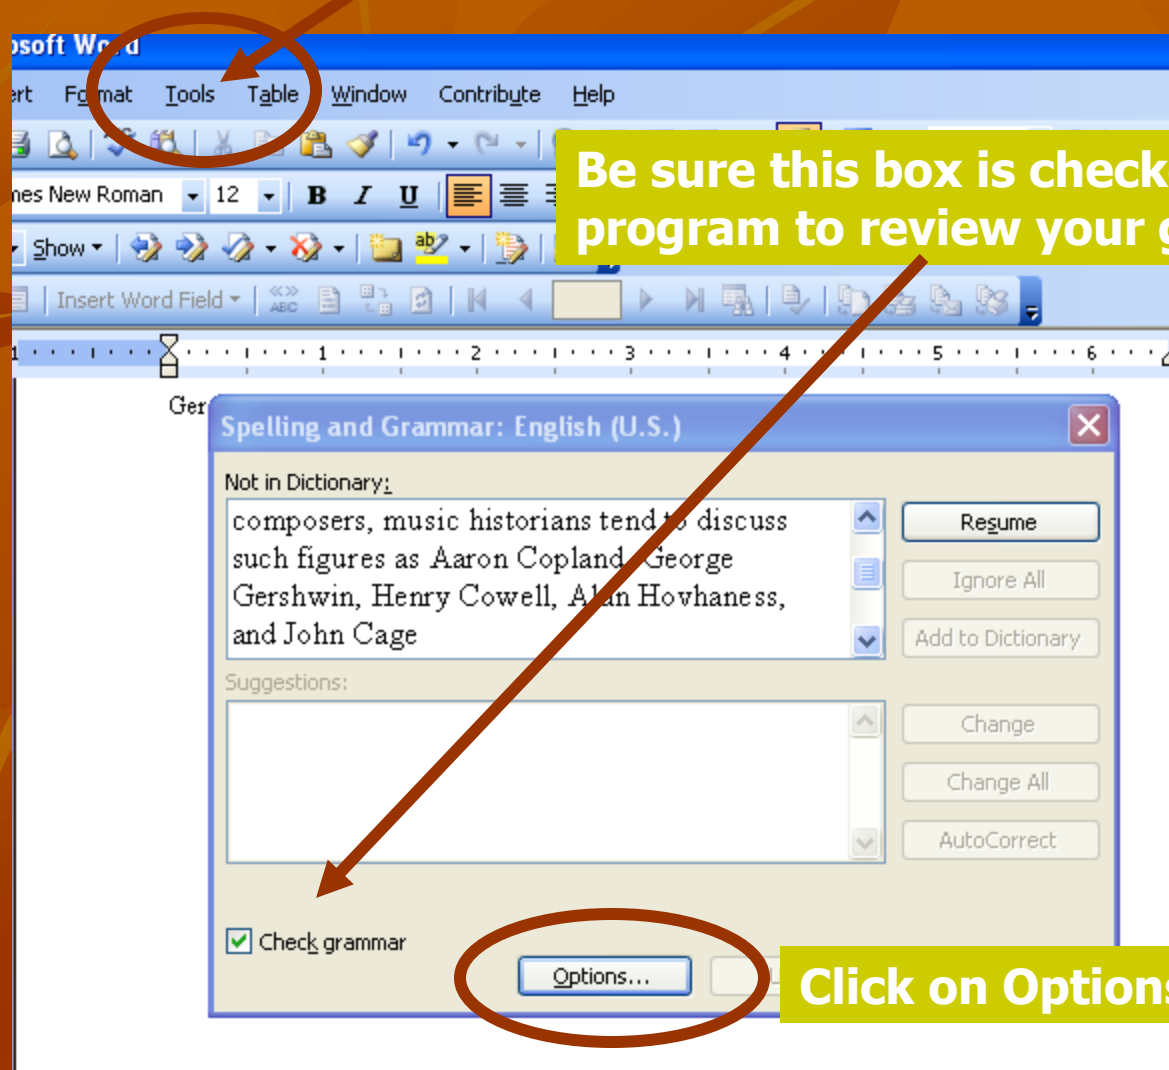 osoft Word
ert Format Tools Table Window Contribute Help
Be sure this box is check
mes New Roman 12 B I U
program to review your g
Show
Insert Word Field ABC
1 1 2 3 4 5 6
Ger
Spelling and Grammar: English (U.S.)
Not in Dictionary:
composers, music historians tend to discuss
such figures as Aaron Copland, George
Gershwin, Henry Cowell, Alan Hovhaness,
and John Cage
Resume
Ignore All
Add to Dictionary
Suggestions:
Change
Change All
AutoCorrect
Check grammar
Options...
Click on Options